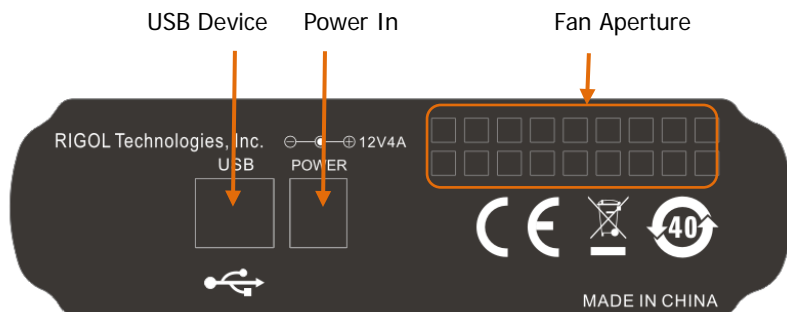 USB Device Power In Fan Aperture
RIGOL Technologies, Inc. 12V4A
USB POWER
CE 40
MADE IN CHINA